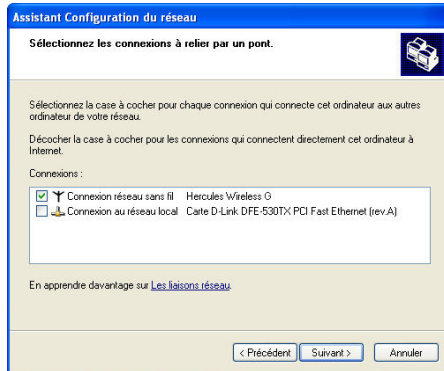 Assistant Configuration du réseau
Sélectionnez les connexions à relier par un pont.
Sélectionnez la case à cocher pour chaque connexion qui connecte cet ordinateur aux autres
ordinateur de votre réseau.
Décocher la case à cocher pour les connexions qui connectent directement cet ordinateur à
Internet.
Connexions :
Connexion réseau sans fil Hercules Wireless G
Connexion au réseau local Carte D-Link DFE-530TX PCI Fast Ethernet (rev.A)
En apprendre davantage sur Les liaisons réseau.
< Précédent Suivant > Annuler